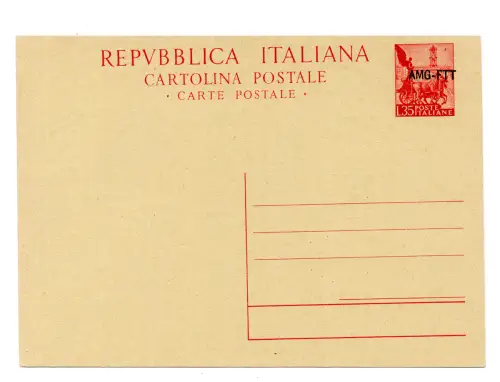 REPVBBLICA ITALIANA
CARTOLINA POSTALE
· CARTE POSTALE ·
AMG-FTT
L.35 POSTE
ITALIANE